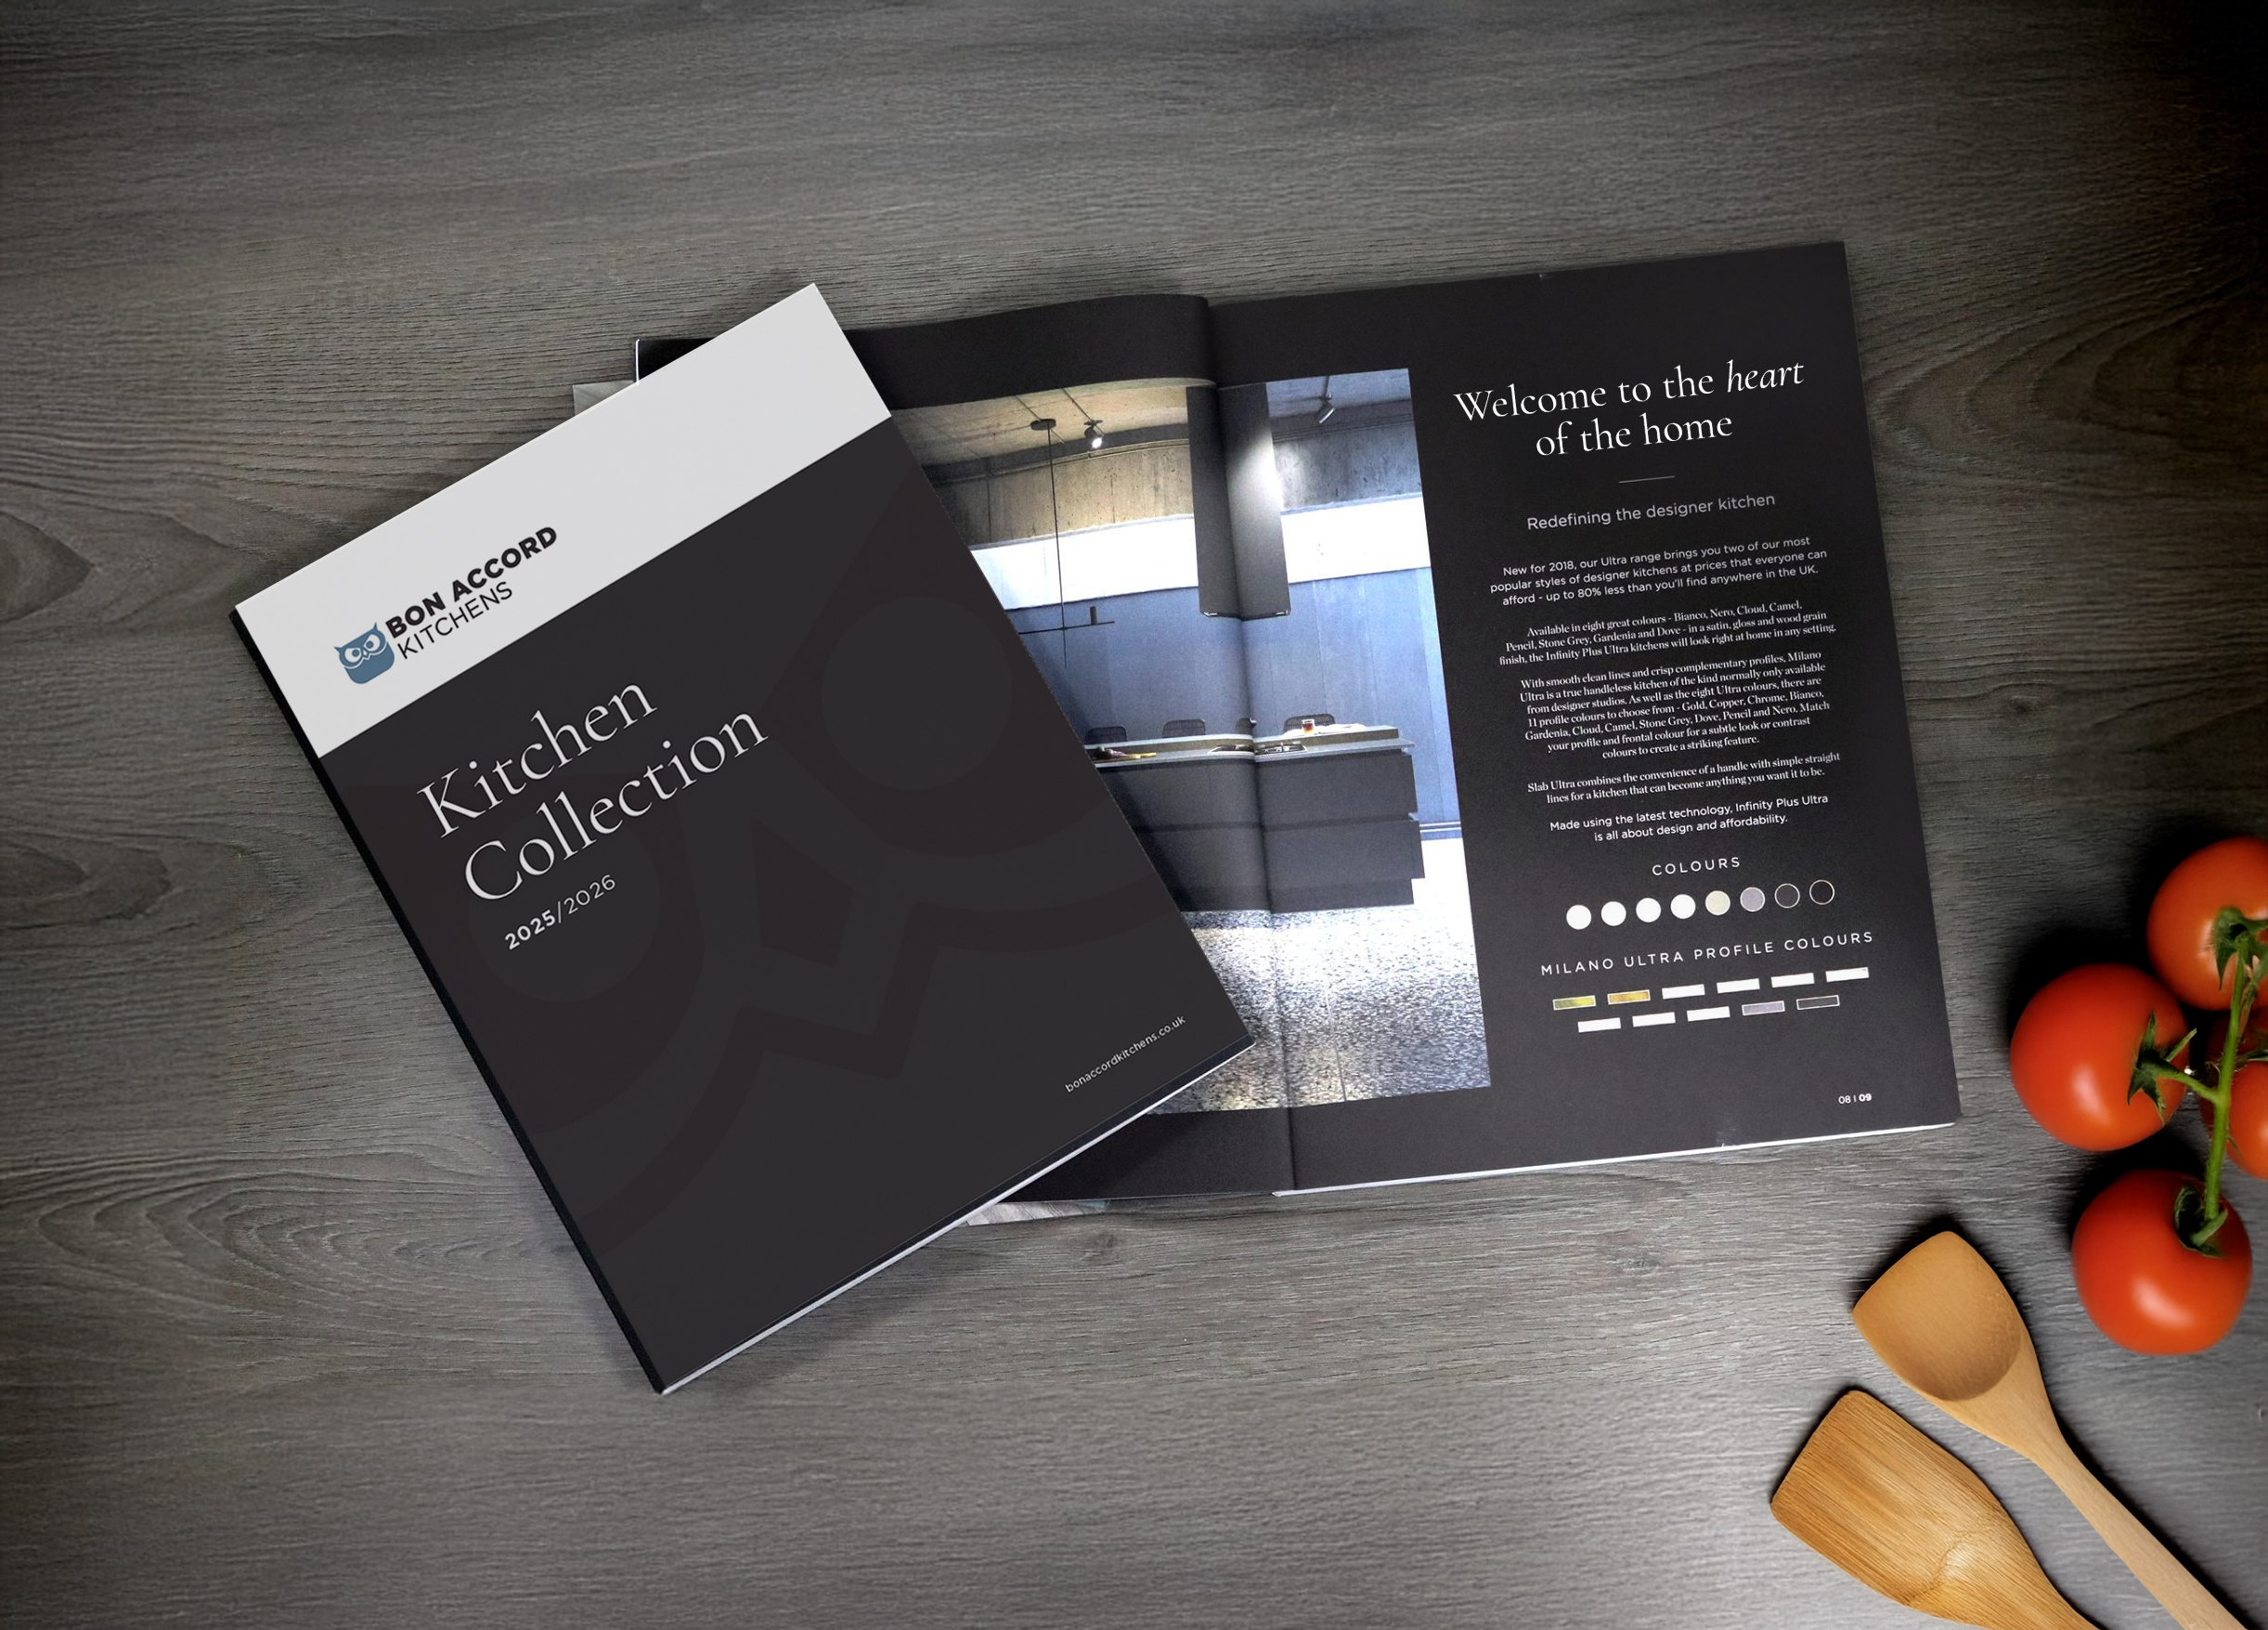 BON ACCORD
KITCHENS
Kitchen
Collection
2025/2026
bonaccordkitchens.co.uk
Welcome to the heart
of the home
Redefining the designer kitchen
New for 2018, our Ultra range brings you two of our most
popular styles of designer kitchens at prices that everyone can
afford - up to 80% less than you'll find anywhere in the UK.
Available in eight great colours - Bianco, Nero, Cloud, Camel,
Pencil, Stone Grey, Gardenia and Dove - in a satin, gloss and wood grain
finish, the Infinity Plus Ultra kitchens will look right at home in any setting.
With smooth clean lines and crisp complementary profiles, Milano
Ultra is a true handleless kitchen of the kind normally only available
from designer studios. As well as the eight Ultra colours, there are
11 profile colours to choose from - Gold, Copper, Chrome, Bianco,
Gardenia, Cloud, Camel, Stone Grey, Dove, Pencil and Nero. Match
your profile and frontal colour for a subtle look or contrast
colours to create a striking feature.
Slab Ultra combines the convenience of a handle with simple straight
lines for a kitchen that can become anything you want it to be.
Made using the latest technology, Infinity Plus Ultra
is all about design and affordability.
COLOURS
MILANO ULTRA PROFILE COLOURS
08 | 09